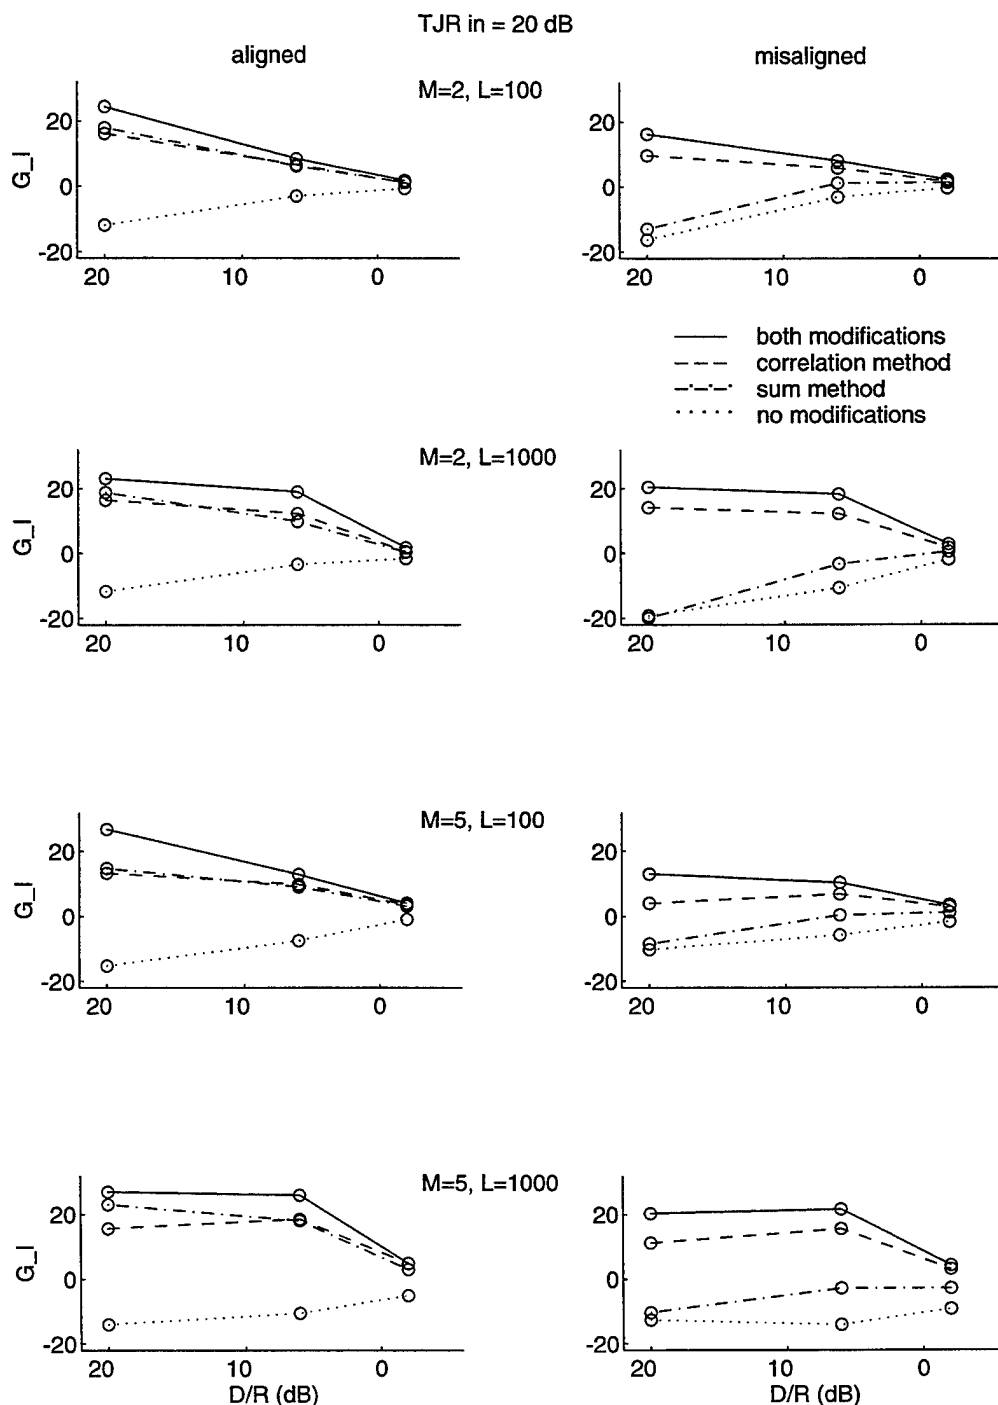 TJR in = 20 dB
aligned
misaligned
M=2, L=100
G_I
20
0
-20
20
10
0
20
0
-20
20
10
0
both modifications
correlation method
sum method
no modifications
M=2, L=1000
G_I
20
0
-20
20
10
0
20
0
-20
20
10
0
M=5, L=100
G_I
20
0
-20
20
10
0
20
0
-20
20
10
0
M=5, L=1000
G_I
20
0
-20
20
10
0
D/R (dB)
20
0
-20
20
10
0
D/R (dB)